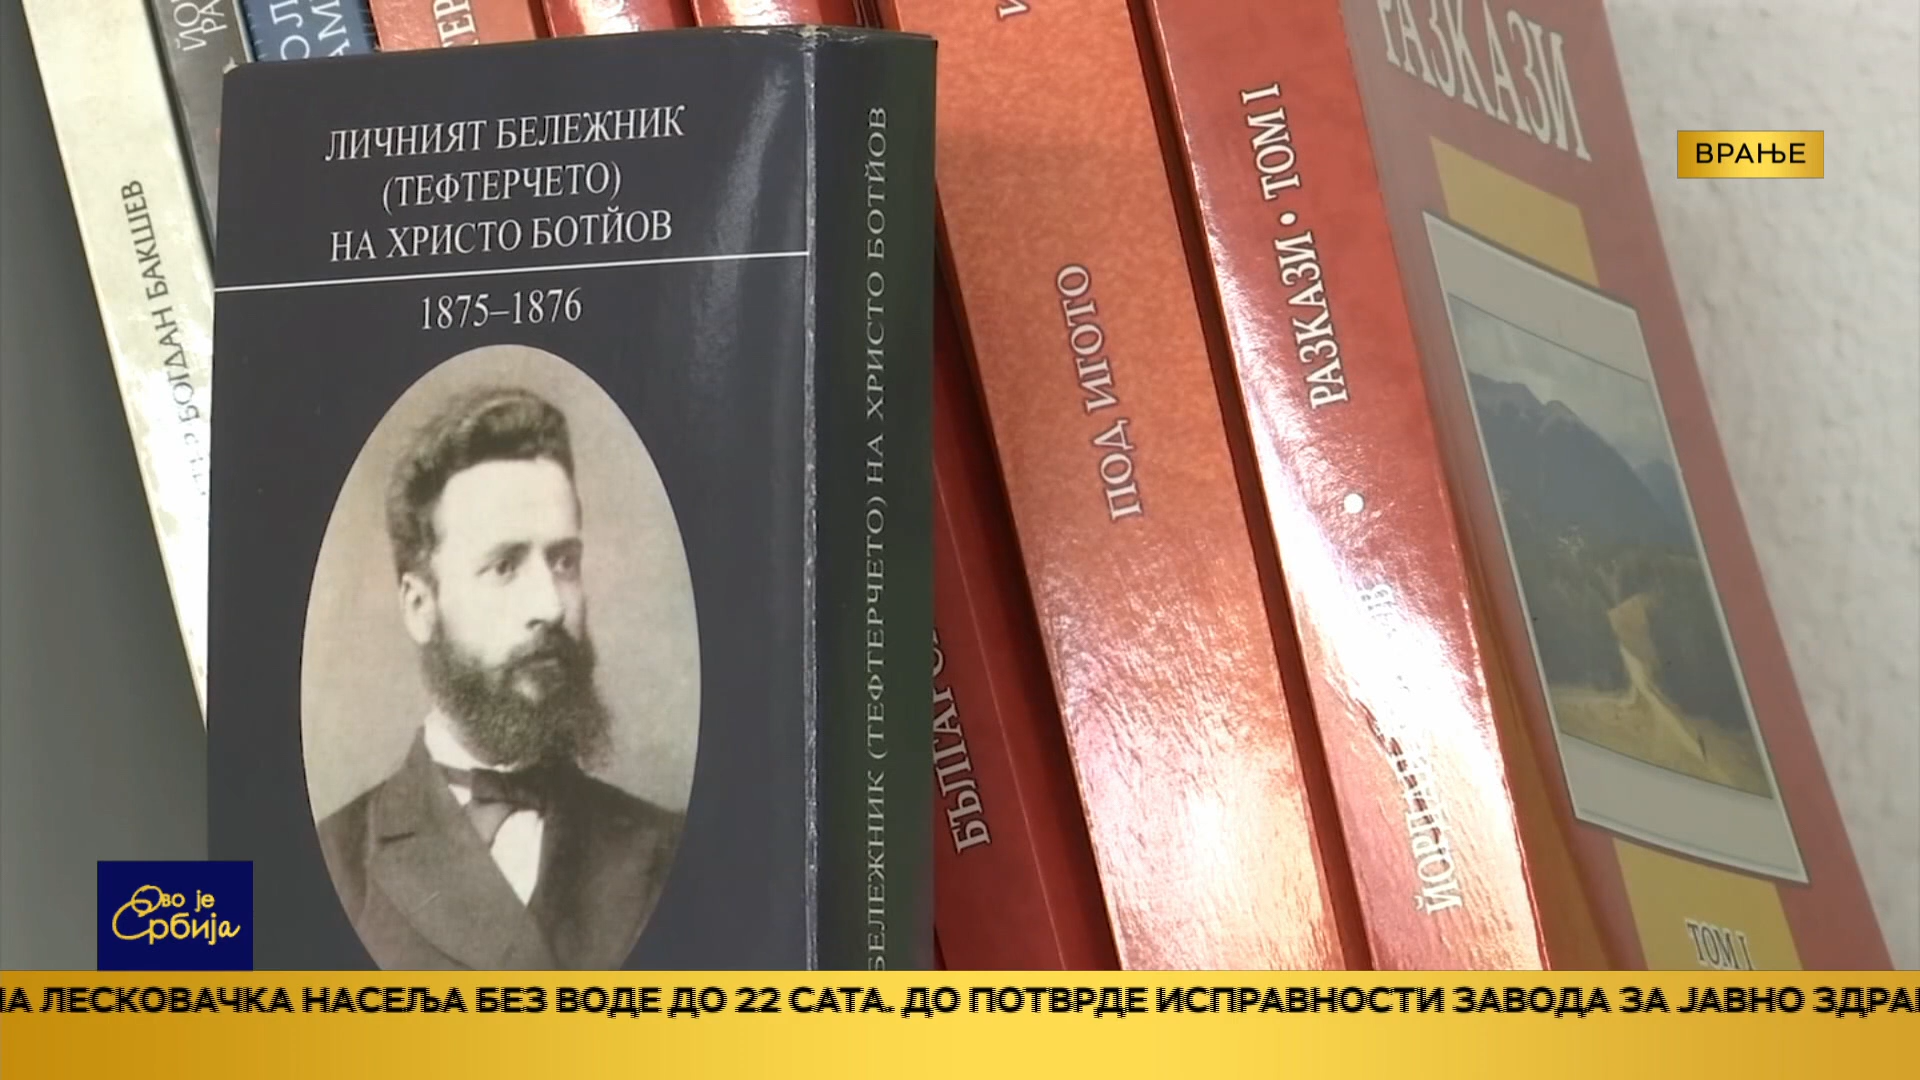 ЛИЧНИЯТ БЕЛЕЖНИК
(ТЕФТЕРЧЕТО)
НА ХРИСТО БОТЙОВ
1875–1876
БЕЛЕЖНИК (ТЕФТЕРЧЕТО) НА ХРИСТО БОТЙОВ
БОГДАН БАКШЕВ
ПОД ИГОТО
РАЗКАЗИ • ТОМ I
РАЗКАЗИ
ТОМ I
ВРАЊЕ
Ово је
Србија
ЛЕСКОВАЧКА НАСЕЉА БЕЗ ВОДЕ ДО 22 САТА. ДО ПОТВРДЕ ИСПРАВНОСТИ ЗАВОДА ЗА ЈАВНО